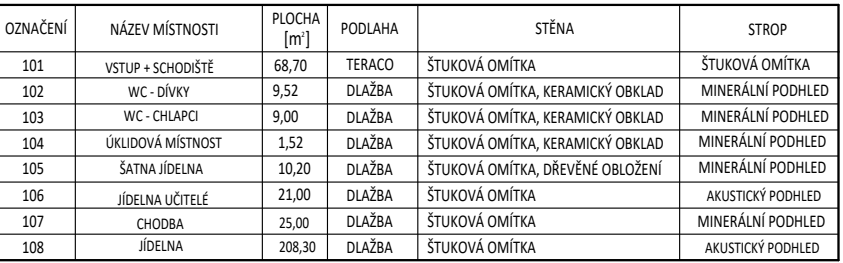 OZNAČENÍ NÁZEV MÍSTNOSTI PLOCHA [m²] PODLAHA STĚNA STROP
101 VSTUP + SCHODIŠTĚ 68,70 TERACO ŠTUKOVÁ OMÍTKA ŠTUKOVÁ OMÍTKA
102 WC - DÍVKY 9,52 DLAŽBA ŠTUKOVÁ OMÍTKA, KERAMICKÝ OBKLAD MINERÁLNÍ PODHLED
103 WC - CHLAPCI 9,00 DLAŽBA ŠTUKOVÁ OMÍTKA, KERAMICKÝ OBKLAD MINERÁLNÍ PODHLED
104 ÚKLIDOVÁ MÍSTNOST 1,52 DLAŽBA ŠTUKOVÁ OMÍTKA, KERAMICKÝ OBKLAD MINERÁLNÍ PODHLED
105 ŠATNA JÍDELNA 10,20 DLAŽBA ŠTUKOVÁ OMÍTKA, DŘEVĚNÉ OBLOŽENÍ MINERÁLNÍ PODHLED
106 JÍDELNA UČITELÉ 21,00 DLAŽBA ŠTUKOVÁ OMÍTKA AKUSTICKÝ PODHLED
107 CHODBA 25,00 DLAŽBA ŠTUKOVÁ OMÍTKA MINERÁLNÍ PODHLED
108 JÍDELNA 208,30 DLAŽBA ŠTUKOVÁ OMÍTKA AKUSTICKÝ PODHLED